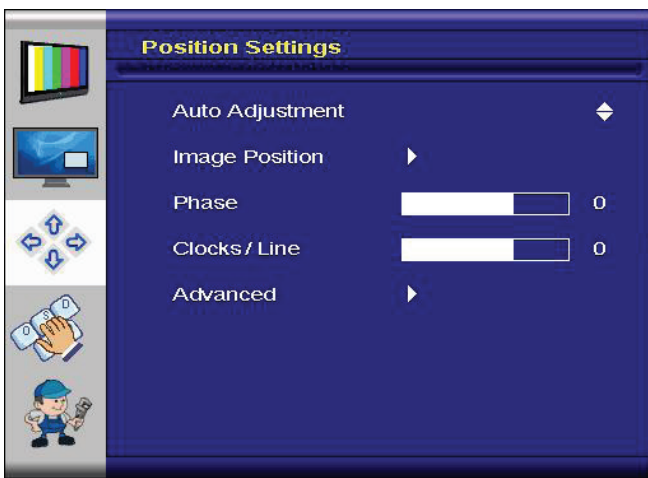 Position Settings
Auto Adjustment
Image Position
Phase 0
Clocks / Line 0
Advanced
O S D